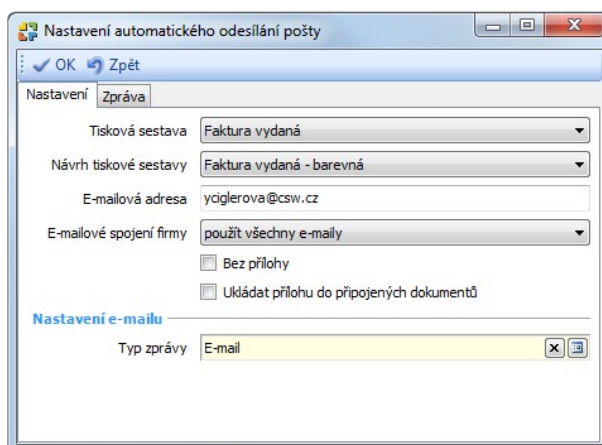 Nastavení automatického odesílání pošty
OK Zpět
Nastavení Zpráva
Tisková sestava Faktura vydaná
Návrh tiskové sestavy Faktura vydaná - barevná
E-mailová adresa yciglerova@csw.cz
E-mailové spojení firmy použít všechny e-maily
Bez přílohy
Ukládat přílohu do připojených dokumentů
Nastavení e-mailu
Typ zprávy E-mail